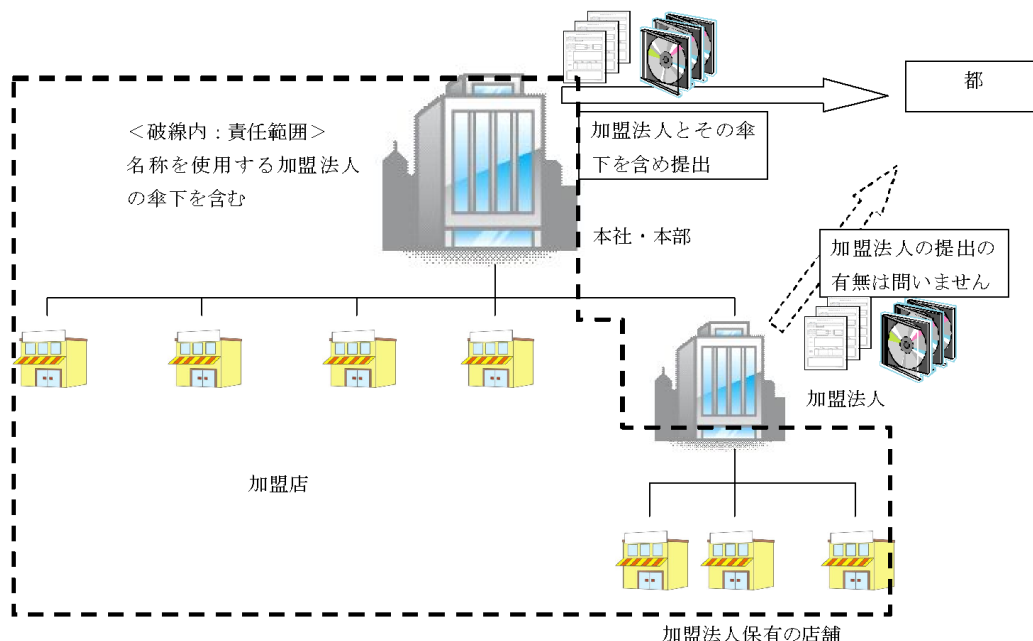 都
＜破線内：責任範囲＞
名称を使用する加盟法人
の傘下を含む
加盟法人とその傘
下を含め提出
本社・本部
加盟法人の提出の
有無は問いません
加盟法人
加盟店
加盟法人保有の店舗